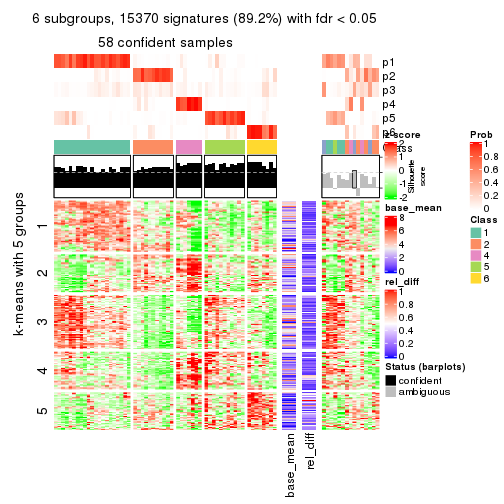 6 subgroups, 15370 signatures (89.2%) with fdr < 0.05
58 confident samples
p1
p2
p3
p4
p5
p6
Class
Silhouette
score
k-means with 5 groups
1
2
3
4
5
base_mean
rel_diff
z-score
2
1
0
-1
-2
base_mean
8
6
4
2
0
rel_diff
1
0.8
0.6
0.4
0.2
0
Status (barplots)
confident
ambiguous
Prob
1
0.8
0.6
0.4
0.2
0
Class
1
2
4
5
6